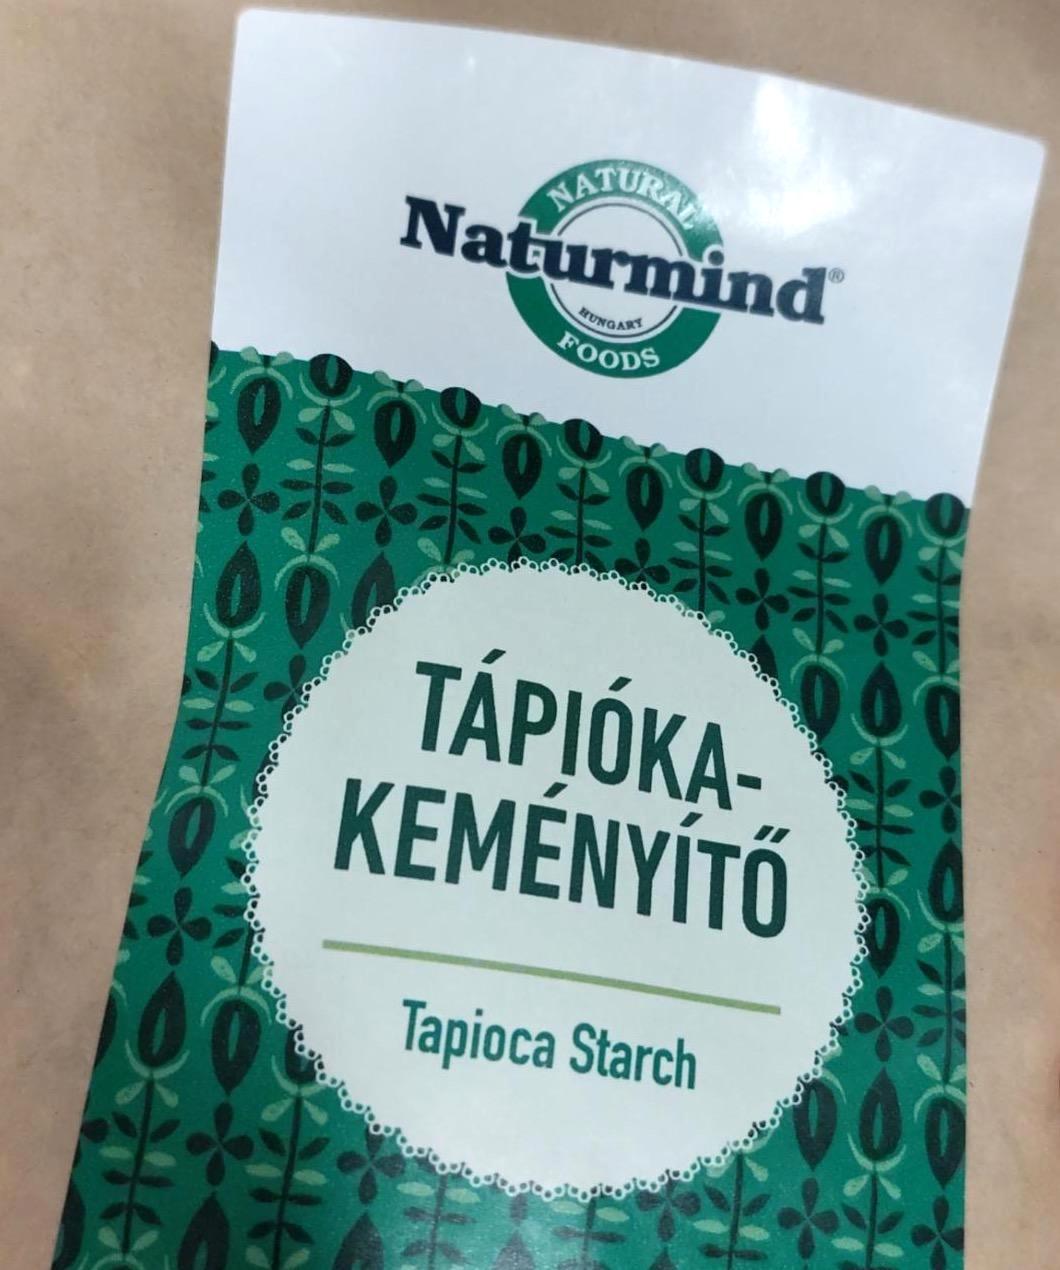 NATURAL
Naturmind®
HUNGARY
FOODS
TÁPIÓKA-
KEMÉNYÍTŐ
Tapioca Starch